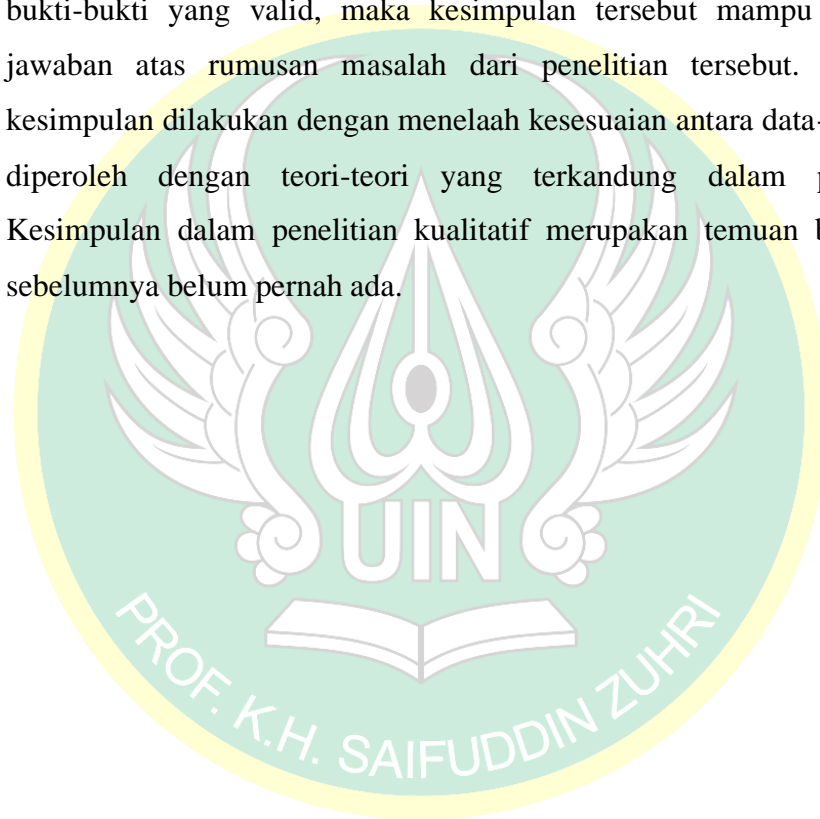 bukti-bukti yang valid, maka kesimpulan tersebut mampu
jawaban atas rumusan masalah dari penelitian tersebut.
kesimpulan dilakukan dengan menelaah kesesuaian antara data-
diperoleh dengan teori-teori yang terkandung dalam
Kesimpulan dalam penelitian kualitatif merupakan temuan
sebelumnya belum pernah ada.
UIN
PROF. K.H. SAIFUDDIN ZUHRI